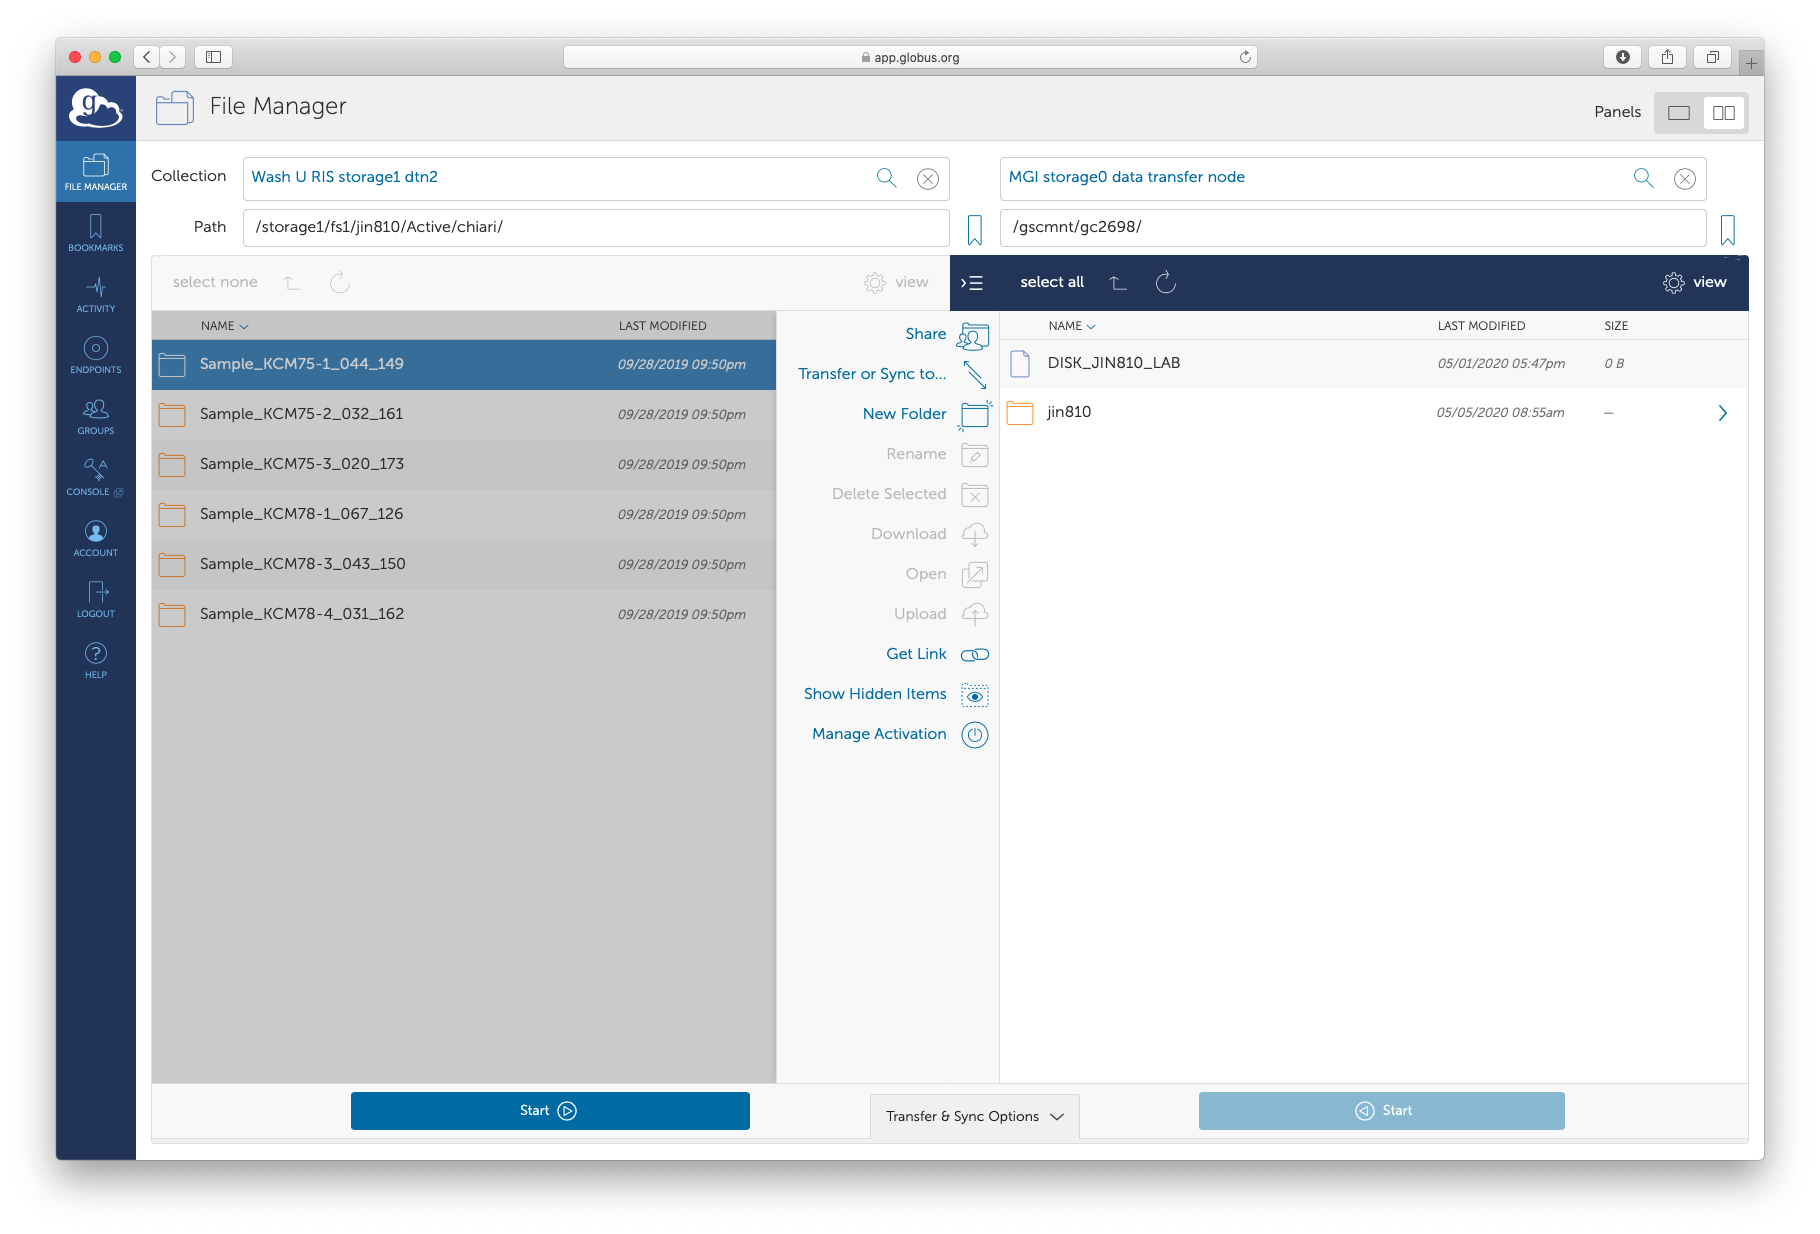 app.globus.org
g
File Manager
Panels
FILE MANAGER
BOOKMARKS
ACTIVITY
ENDPOINTS
GROUPS
CONSOLE
ACCOUNT
LOGOUT
HELP
Collection
Wash U RIS storage1 dtn2
Path
/storage1/fs1/jin810/Active/chiari/
select none
view
NAME
LAST MODIFIED
Sample_KCM75-1_044_149 09/28/2019 09:50pm
Sample_KCM75-2_032_161 09/28/2019 09:50pm
Sample_KCM75-3_020_173 09/28/2019 09:50pm
Sample_KCM78-1_067_126 09/28/2019 09:50pm
Sample_KCM78-3_043_150 09/28/2019 09:50pm
Sample_KCM78-4_031_162 09/28/2019 09:50pm
Share
Transfer or Sync to...
New Folder
Rename
Delete Selected
Download
Open
Upload
Get Link
Show Hidden Items
Manage Activation
MGI storage0 data transfer node
/gscmnt/gc2698/
select all
view
NAME
LAST MODIFIED
SIZE
DISK_JIN810_LAB 05/01/2020 05:47pm 0 B
jin810 05/05/2020 08:55am —
Start
Transfer & Sync Options
Start